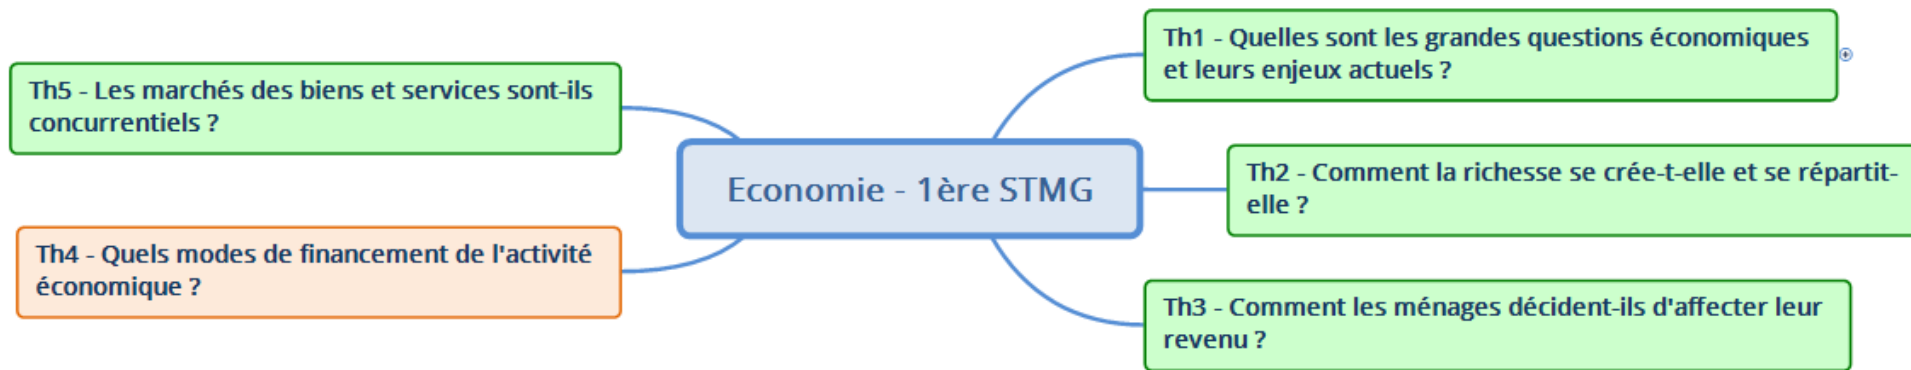 Economie - 1ère STMG
Th1 - Quelles sont les grandes questions économiques
et leurs enjeux actuels ?
Th2 - Comment la richesse se crée-t-elle et se répartit-
elle ?
Th3 - Comment les ménages décident-ils d'affecter leur
revenu ?
Th4 - Quels modes de financement de l'activité
économique ?
Th5 - Les marchés des biens et services sont-ils
concurrentiels ?